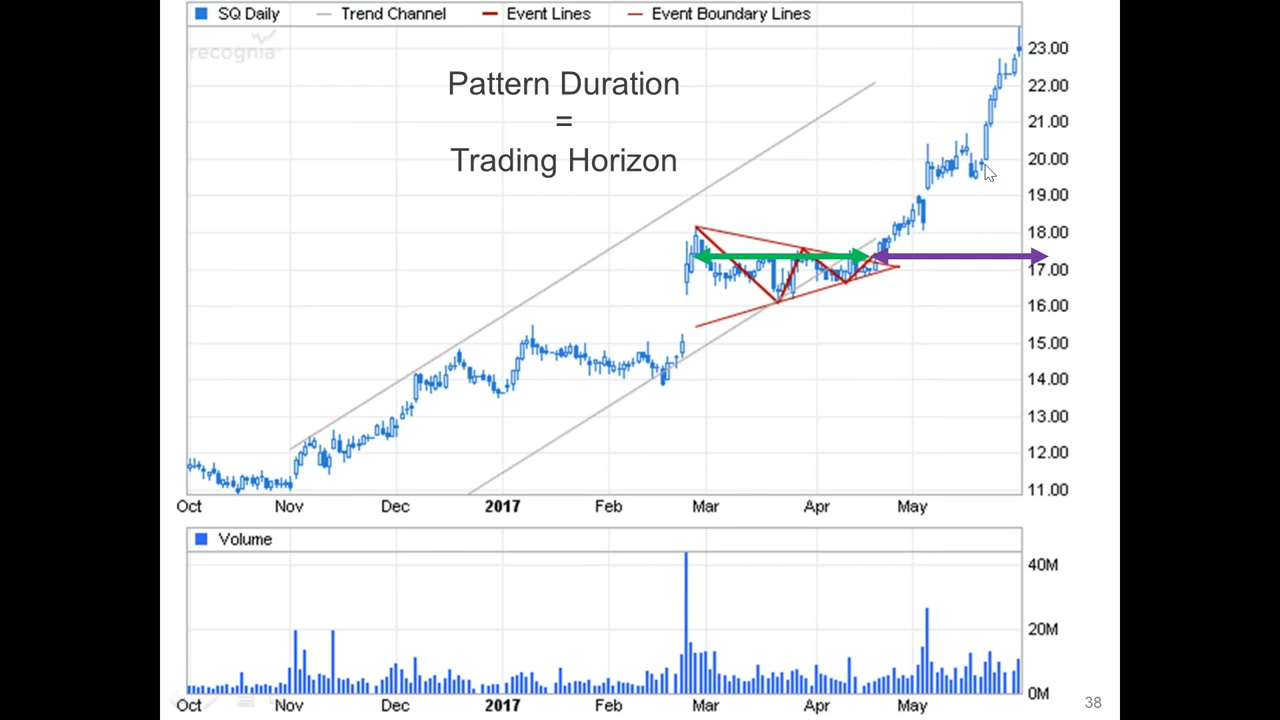 SQ Daily Trend Channel Event Lines Event Boundary Lines
recognia
Pattern Duration
=
Trading Horizon
23.00
22.00
21.00
20.00
19.00
18.00
17.00
16.00
15.00
14.00
13.00
12.00
11.00
Oct Nov Dec 2017 Feb Mar Apr May
Volume
40M
20M
0M
Oct Nov Dec 2017 Feb Mar Apr May
38